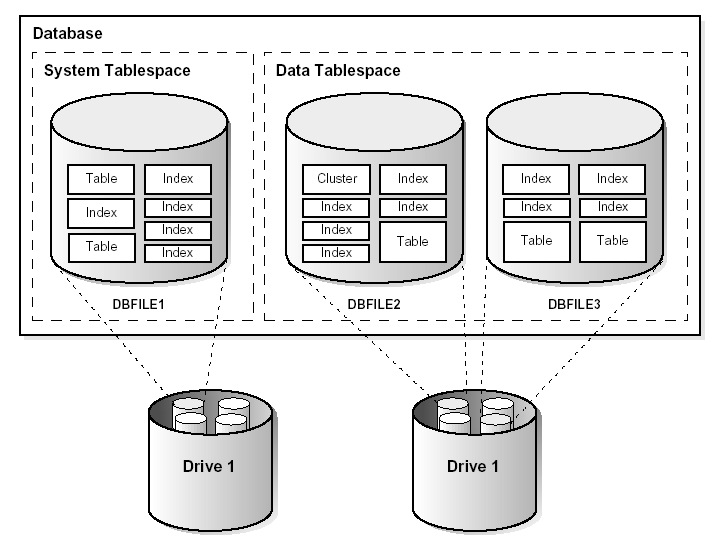 Database
System Tablespace
Data Tablespace
Table
Index
Index
Index
Index
Table
Index
Index
DBFILE1
Cluster
Index
Index
Index
Index
Table
Index
DBFILE2
Index
Index
Index
Index
Table
Table
DBFILE3
Drive 1
Drive 1